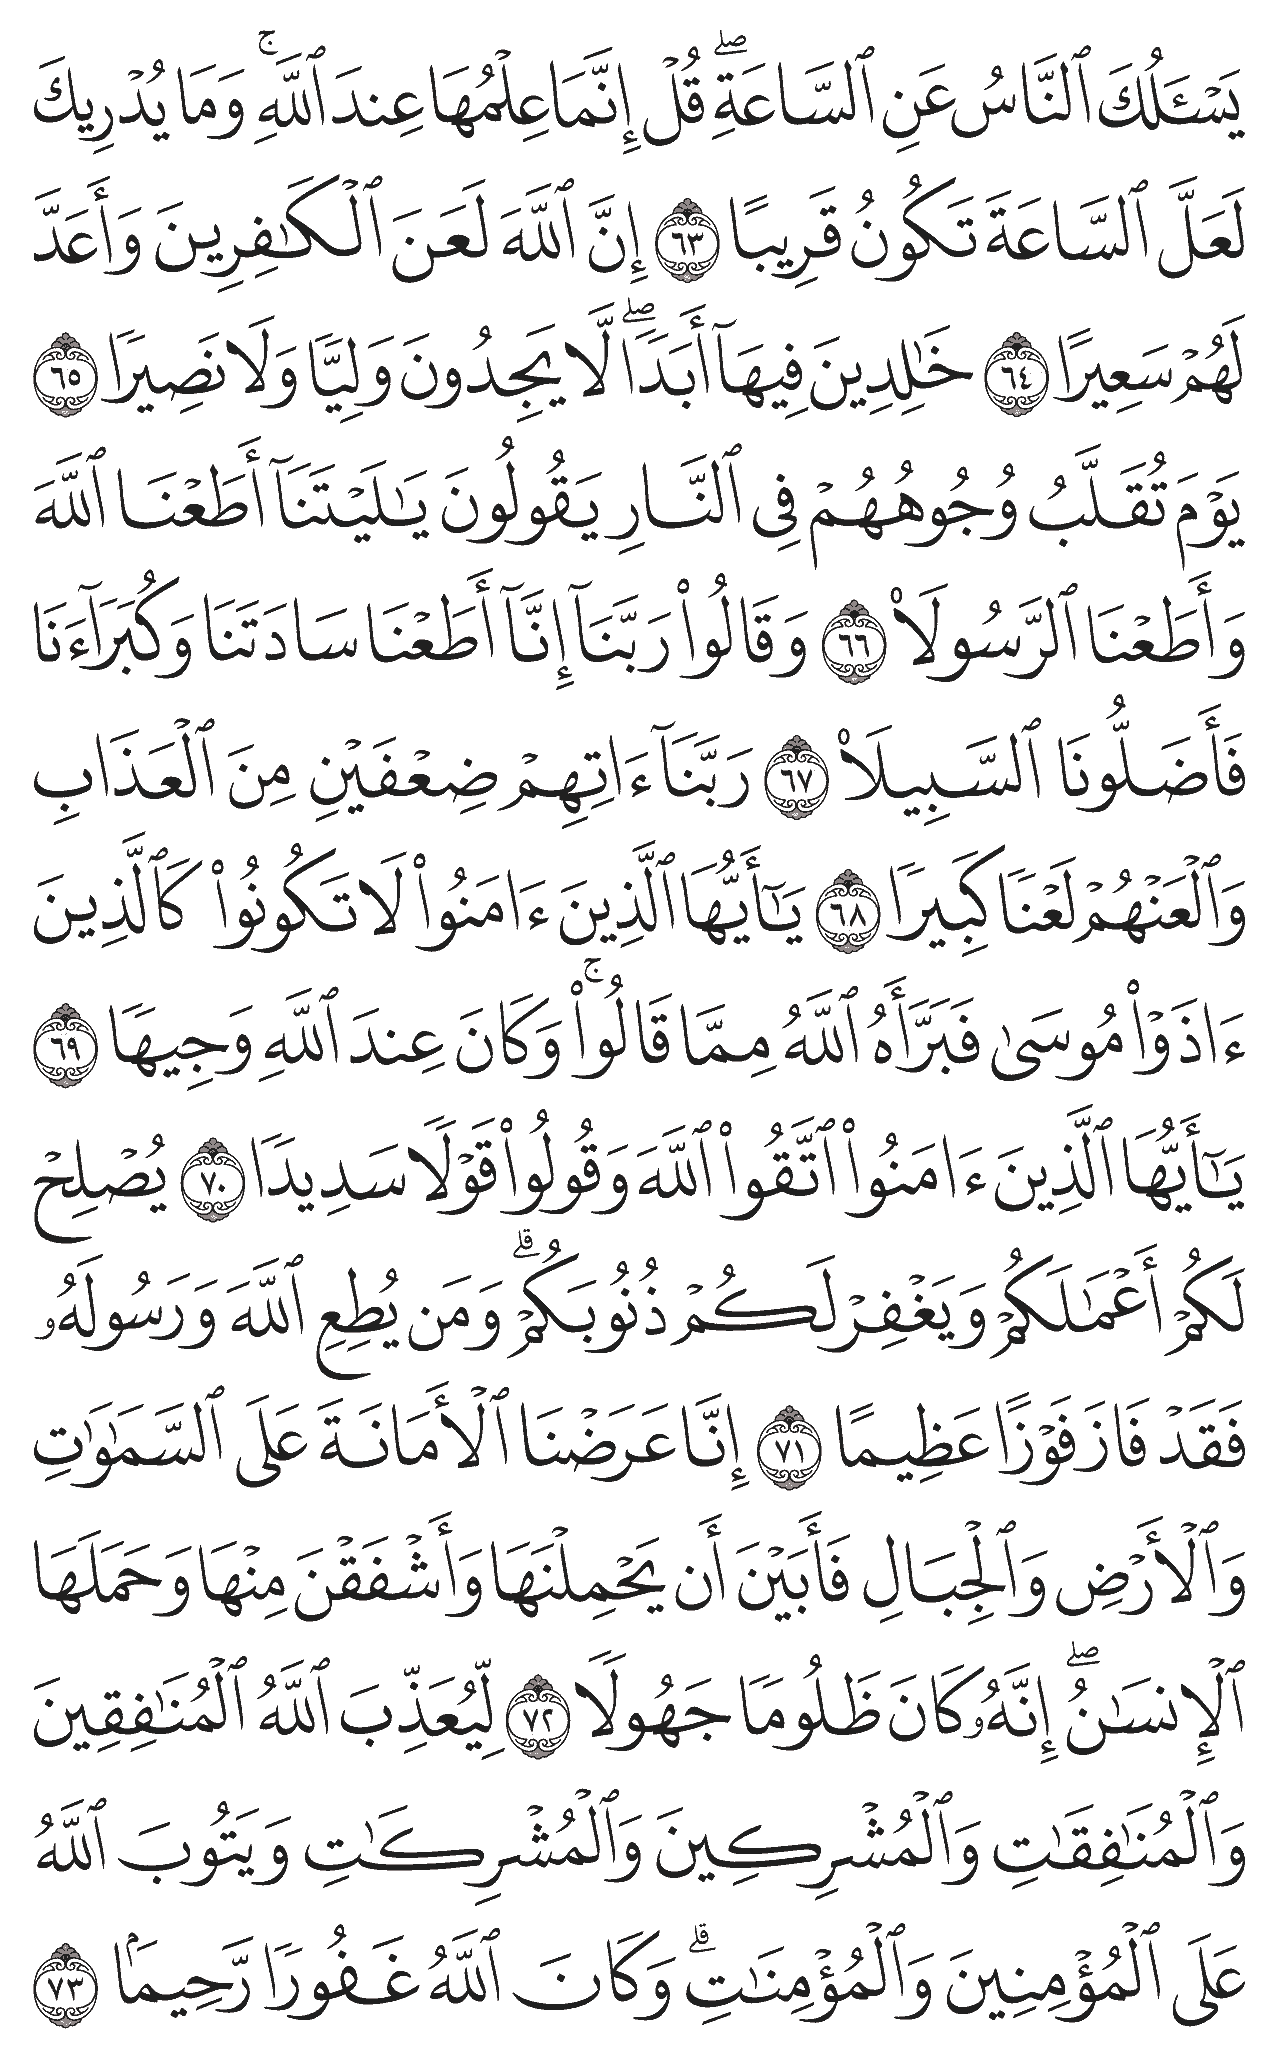 يَسۡـَٔلُكَ ٱلنَّاسُ عَنِ ٱلسَّاعَةِۖ قُلۡ إِنَّمَا عِلۡمُهَا عِندَ ٱللَّهِۚ وَمَا يُدۡرِيكَ
لَعَلَّ ٱلسَّاعَةَ تَكُونُ قَرِيبًا ٦٣ إِنَّ ٱللَّهَ لَعَنَ ٱلۡكَٰفِرِينَ وَأَعَدَّ
لَهُمۡ سَعِيرًا ٦٤ خَٰلِدِينَ فِيهَآ أَبَدٗاۖ لَّا يَجِدُونَ وَلِيّٗا وَلَا نَصِيرٗا ٦٥
يَوۡمَ تُقَلَّبُ وُجُوهُهُمۡ فِي ٱلنَّارِ يَقُولُونَ يَٰلَيۡتَنَآ أَطَعۡنَا ٱللَّهَ
وَأَطَعۡنَا ٱلرَّسُولَا۠ ٦٦ وَقَالُواْ رَبَّنَآ إِنَّآ أَطَعۡنَا سَادَتَنَا وَكُبَرَآءَنَا
فَأَضَلُّونَا ٱلسَّبِيلَا۠ ٦٧ رَبَّنَآ ءَاتِهِمۡ ضِعۡفَيۡنِ مِنَ ٱلۡعَذَابِ
وَٱلۡعَنۡهُمۡ لَعۡنٗا كَبِيرٗا ٦٨ يَٰٓأَيُّهَا ٱلَّذِينَ ءَامَنُواْ لَا تَكُونُواْ كَٱلَّذِينَ
ءَاذَوۡاْ مُوسَىٰ فَبَرَّأَهُ ٱللَّهُ مِمَّا قَالُواْۚ وَكَانَ عِندَ ٱللَّهِ وَجِيهٗا ٦٩
يَٰٓأَيُّهَا ٱلَّذِينَ ءَامَنُواْ ٱتَّقُواْ ٱللَّهَ وَقُولُواْ قَوۡلٗا سَدِيدٗا ٧٠ يُصۡلِحۡ
لَكُمۡ أَعۡمَٰلَكُمۡ وَيَغۡفِرۡ لَكُمۡ ذُنُوبَكُمۡۗ وَمَن يُطِعِ ٱللَّهَ وَرَسُولَهُۥ
فَقَدۡ فَازَ فَوۡزًا عَظِيمًا ٧١ إِنَّا عَرَضۡنَا ٱلۡأَمَانَةَ عَلَى ٱلسَّمَٰوَٰتِ
وَٱلۡأَرۡضِ وَٱلۡجِبَالِ فَأَبَيۡنَ أَن يَحۡمِلۡنَهَا وَأَشۡفَقۡنَ مِنۡهَا وَحَمَلَهَا
ٱلۡإِنسَٰنُۖ إِنَّهُۥ كَانَ ظَلُومٗا جَهُولٗا ٧٢ لِّيُعَذِّبَ ٱللَّهُ ٱلۡمُنَٰفِقِينَ
وَٱلۡمُنَٰفِقَٰتِ وَٱلۡمُشۡرِكِينَ وَٱلۡمُشۡرِكَٰتِ وَيَتُوبَ ٱللَّهُ
عَلَى ٱلۡمُؤۡمِنِينَ وَٱلۡمُؤۡمِنَٰتِۗ وَكَانَ ٱللَّهُ غَفُورٗا رَّحِيمَۢا ٧٣